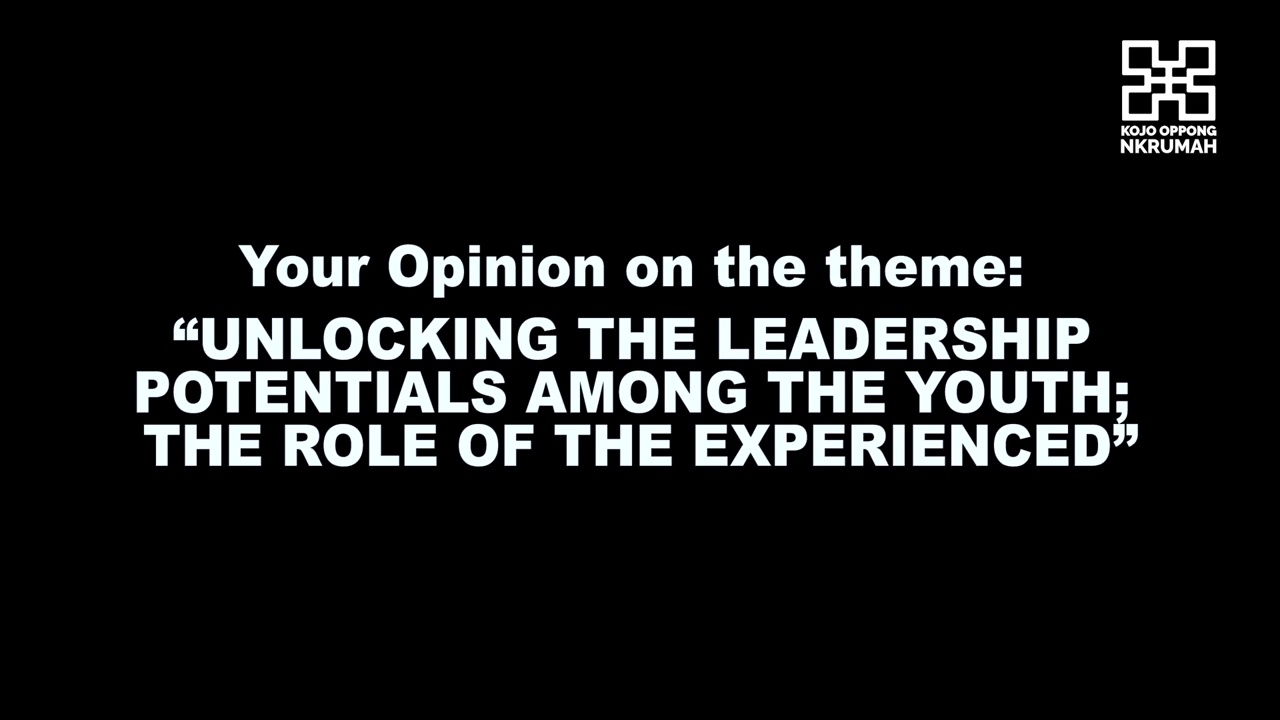 KOJO OPPONG
NKRUMAH
Your Opinion on the theme:
“UNLOCKING THE LEADERSHIP
POTENTIALS AMONG THE YOUTH;
THE ROLE OF THE EXPERIENCED”